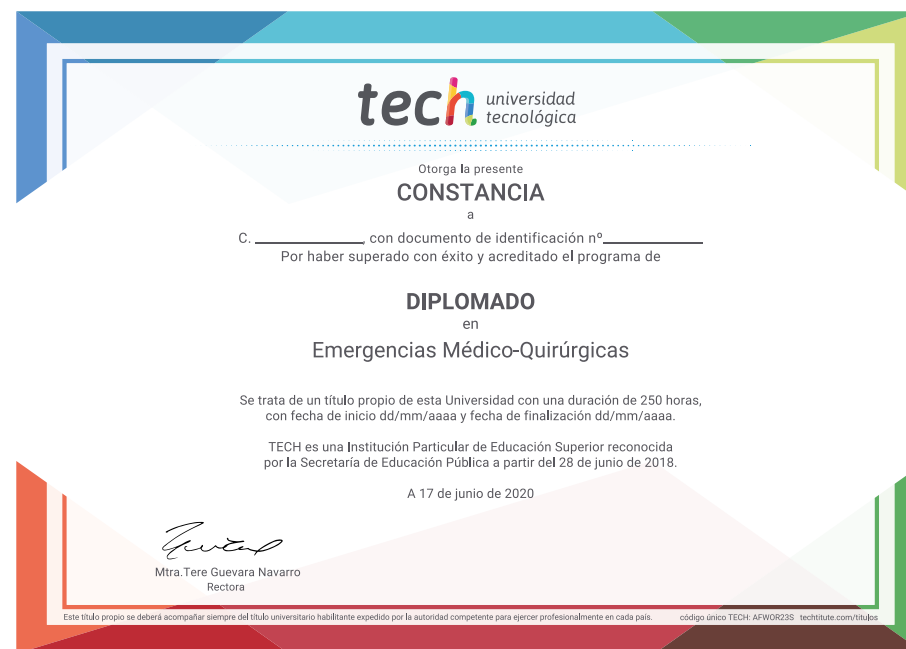 tech universidad
tecnológica
Otorga la presente
CONSTANCIA
a
C. ______________, con documento de identificación nº_____________
Por haber superado con éxito y acreditado el programa de
DIPLOMADO
en
Emergencias Médico-Quirúrgicas
Se trata de un título propio de esta Universidad con una duración de 250 horas,
con fecha de inicio dd/mm/aaaa y fecha de finalización dd/mm/aaaa.
TECH es una Institución Particular de Educación Superior reconocida
por la Secretaría de Educación Pública a partir del 28 de junio de 2018.
A 17 de junio de 2020
Mtra.Tere Guevara Navarro
Rectora
Este título propio se deberá acompañar siempre del título universitario habilitante expedido por la autoridad competente para ejercer profesionalmente en cada país. código único TECH: AFWOR23S techtitute.com/titulos